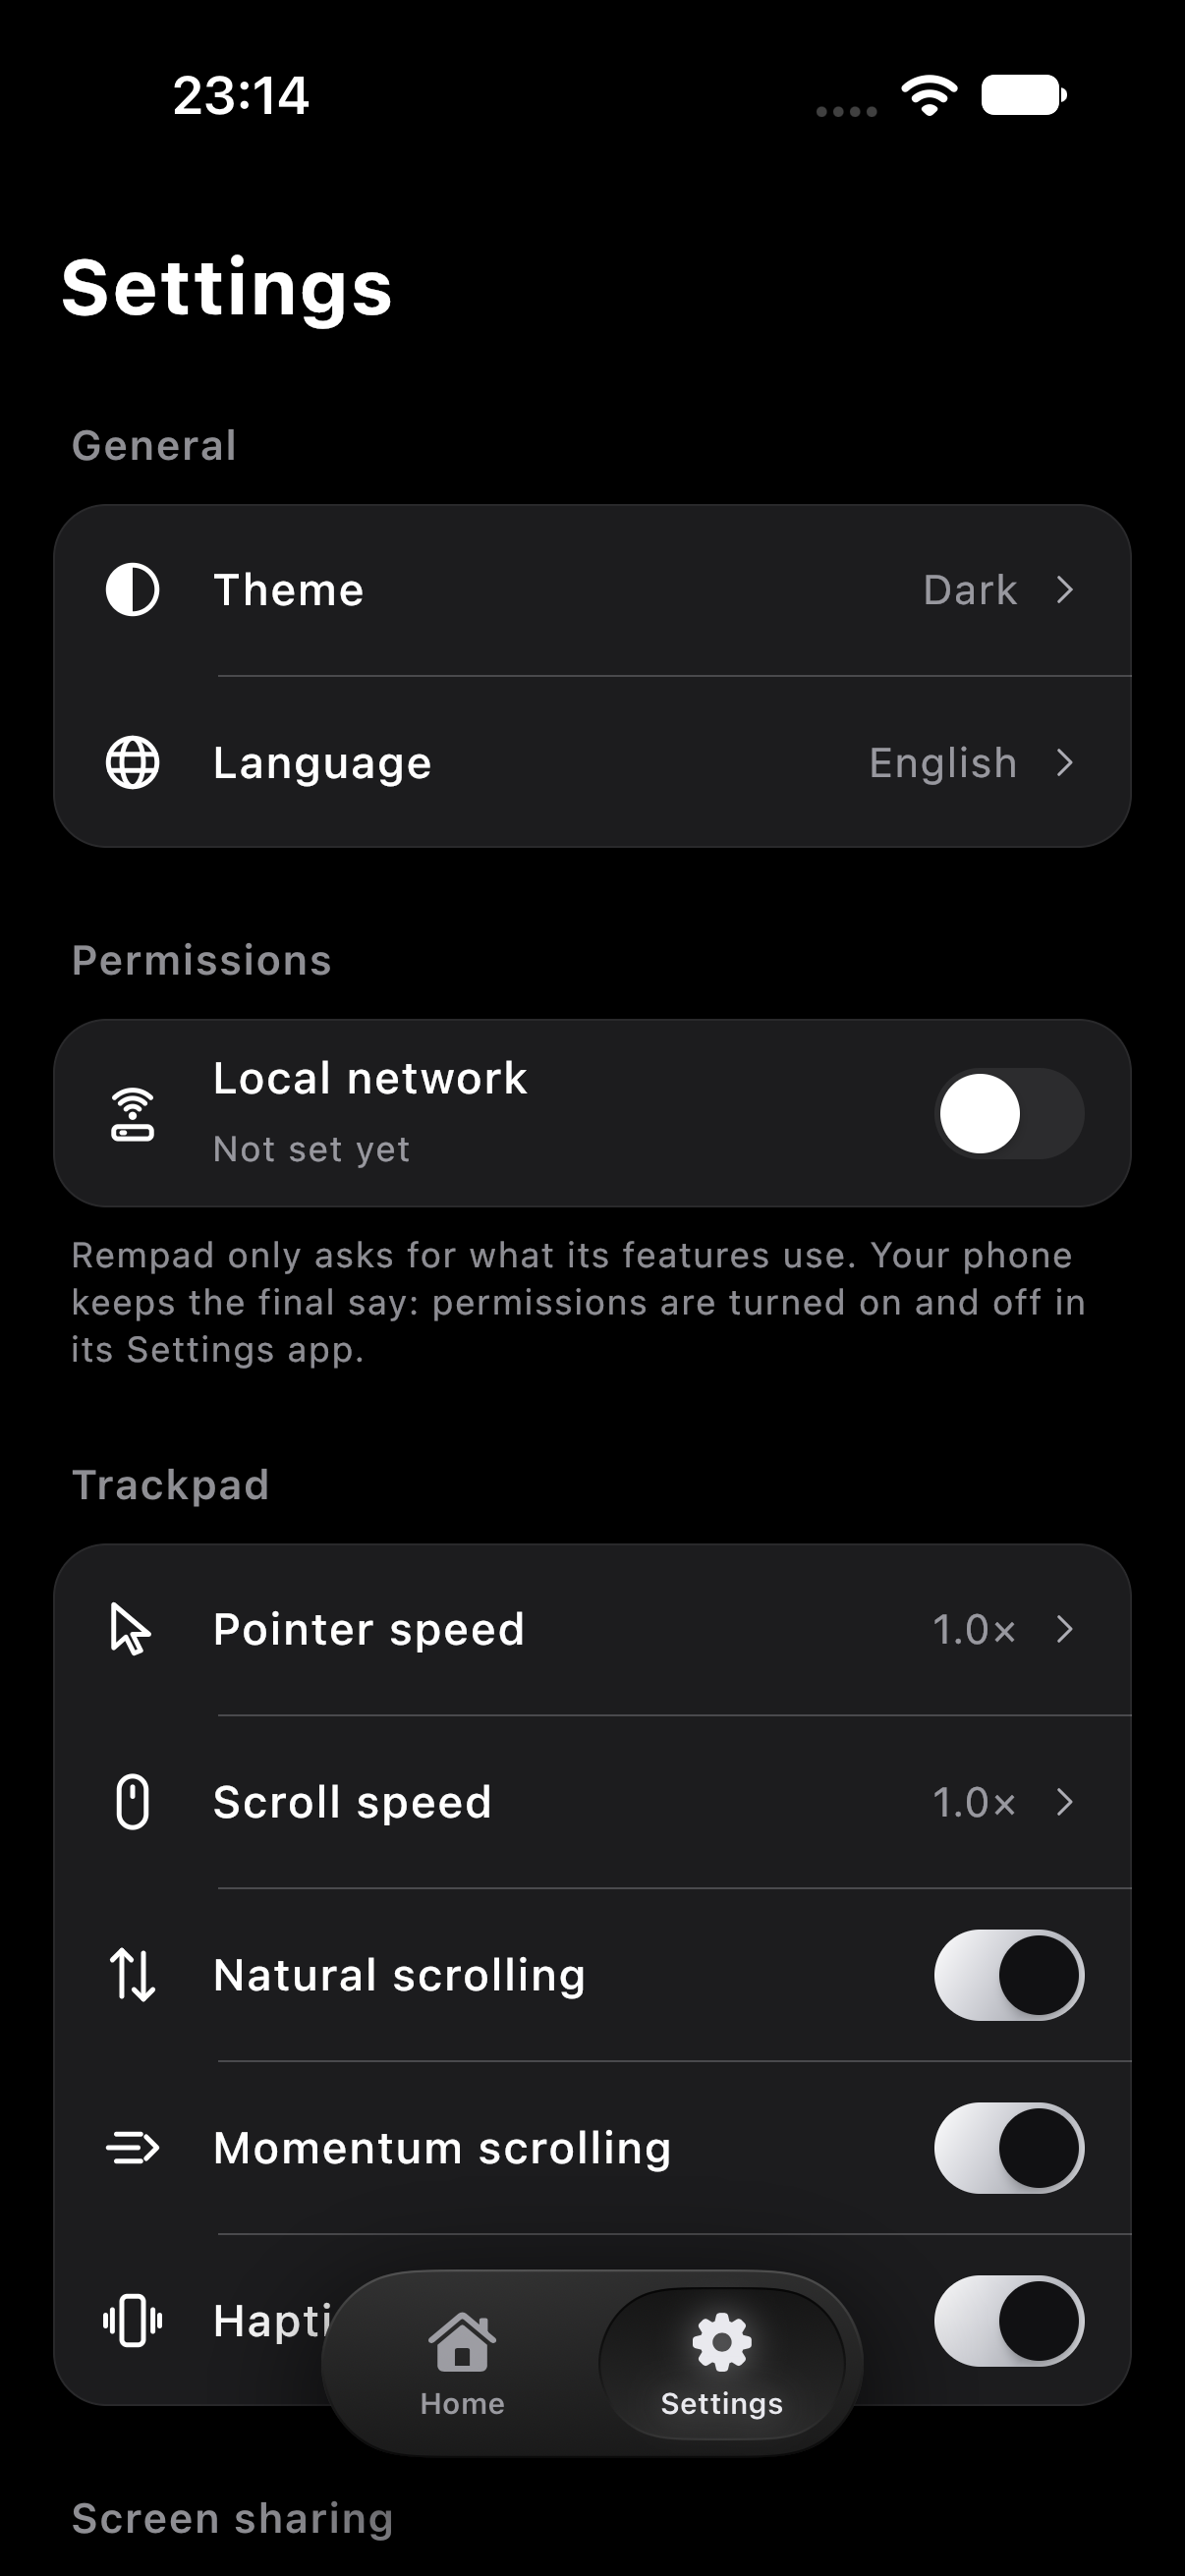 23:14
Settings
General
Theme Dark
Language English
Permissions
Local network
Not set yet
Rempad only asks for what its features use. Your phone
keeps the final say: permissions are turned on and off in
its Settings app.
Trackpad
Pointer speed 1.0×
Scroll speed 1.0×
Natural scrolling
Momentum scrolling
Hapti
Home Settings
Screen sharing